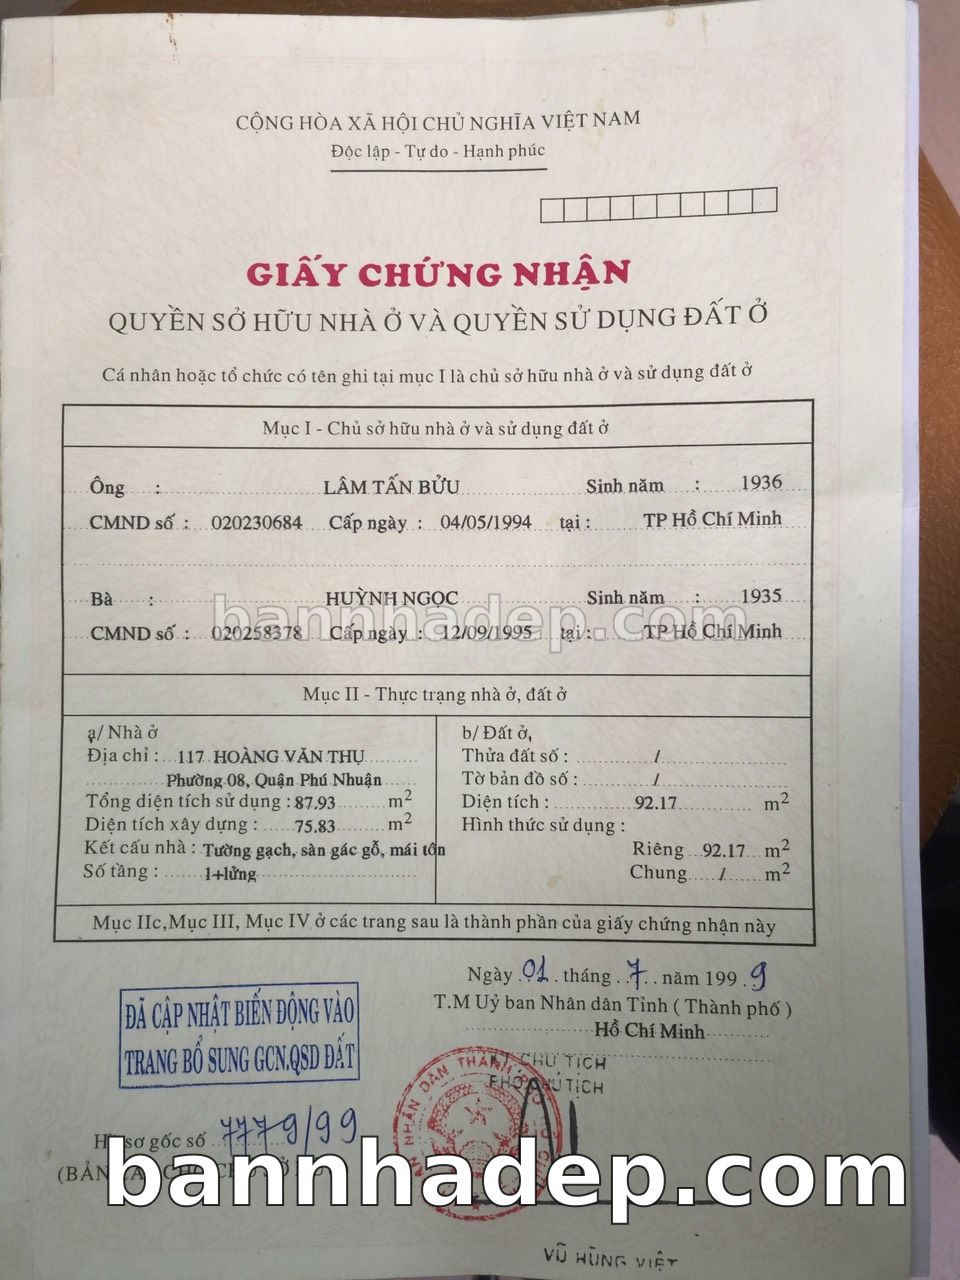 CỘNG HÒA XÃ HỘI CHỦ NGHĨA VIỆT NAM
Độc lập - Tự do - Hạnh phúc
GIẤY CHỨNG NHẬN
QUYỀN SỞ HỮU NHÀ Ở VÀ QUYỀN SỬ DỤNG ĐẤT Ở
Cá nhân hoặc tổ chức có tên ghi tại mục I là chủ sở hữu nhà ở và sử dụng đất ở
Mục I - Chủ sở hữu nhà ở và sử dụng đất ở
Ông : LÂM TẤN BỬU Sinh năm : 1936
CMND số : 020230684 Cấp ngày : 04/05/1994 tại : TP Hồ Chí Minh
Bà : HUỲNH NGỌC Sinh năm : 1935
bannhadep.com
CMND số : 020258378 Cấp ngày : 12/09/1995 tại : TP Hồ Chí Minh
Mục II - Thực trạng nhà ở, đất ở
a/ Nhà ở
Địa chỉ : 117 HOÀNG VĂN THỤ
Phường 08, Quận Phú Nhuận
Tổng diện tích sử dụng : 87.93 m2
Diện tích xây dựng : 75.83 m2
Kết cấu nhà : Tường gạch, sàn gác gỗ, mái tôn
Số tầng : 1+lửng
b/ Đất ở,
Thửa đất số : /
Tờ bản đồ số : /
Diện tích : 92.17 m2
Hình thức sử dụng :
Riêng 92.17 m2
Chung / m2
Mục IIc, Mục III, Mục IV ở các trang sau là thành phần của giấy chứng nhận này
Ngày 01 tháng 7 năm 1999
T.M Uỷ ban Nhân dân Tỉnh ( Thành phố )
Hồ Chí Minh
KT CHỦ TỊCH
PHÓ CHỦ TỊCH
ĐÃ CẬP NHẬT BIẾN ĐỘNG VÀO
TRANG BỔ SUNG GCN.QSD ĐẤT
Hồ sơ gốc số 7779/99
bannhadep.com
VŨ HÙNG VIỆT